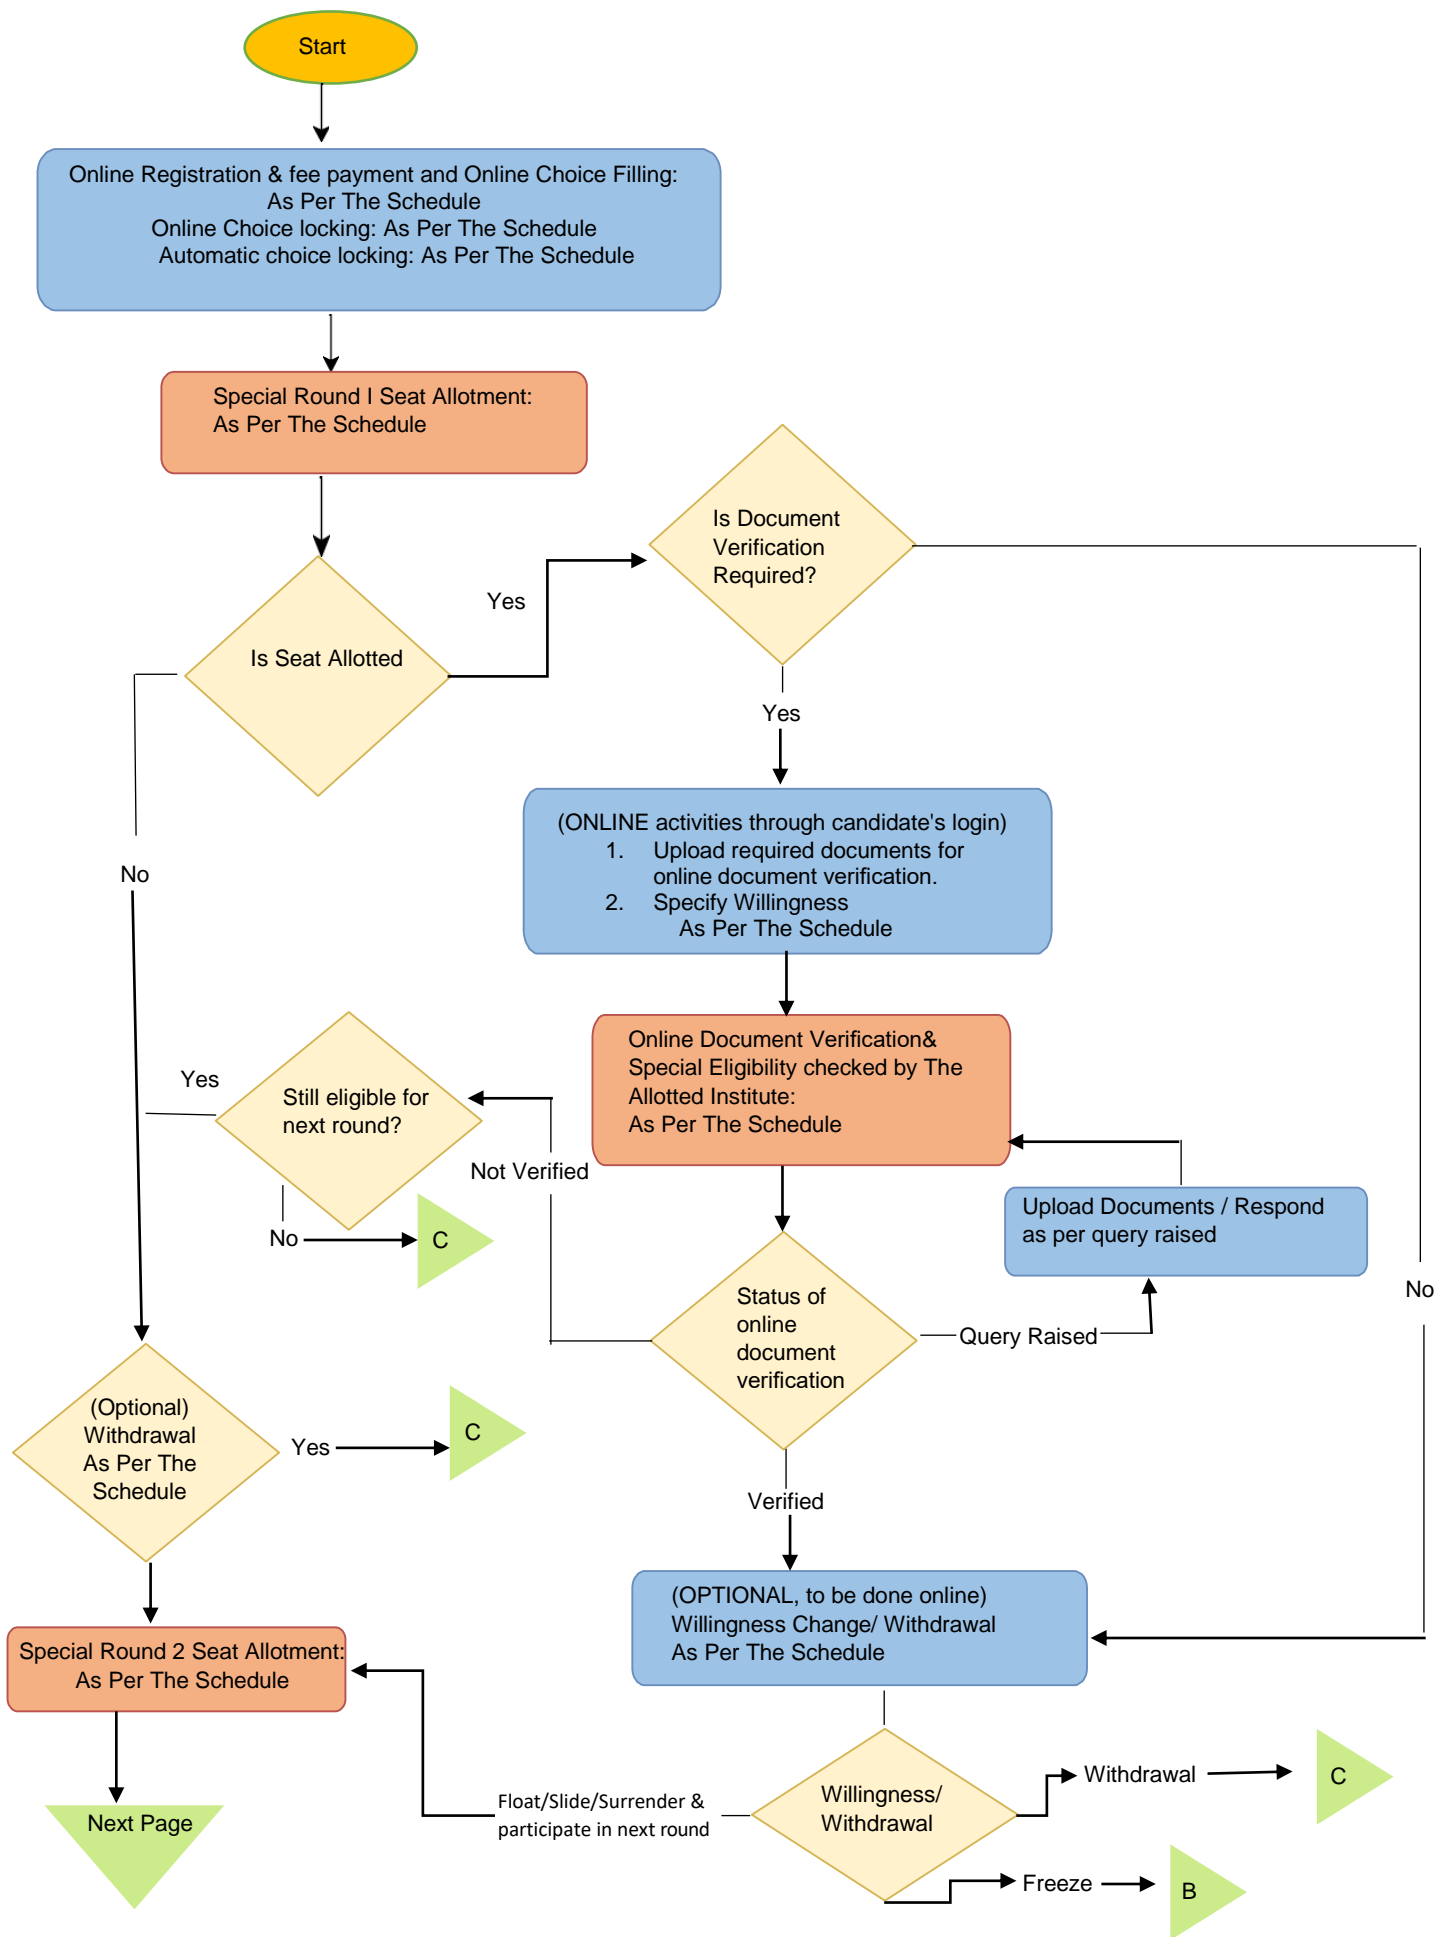 Start
Online Registration & fee payment and Online Choice Filling:
As Per The Schedule
Online Choice locking: As Per The Schedule
Automatic choice locking: As Per The Schedule
Special Round I Seat Allotment:
As Per The Schedule
Is Document
Verification
Required?
Yes
Is Seat Allotted
Yes
No
(ONLINE activities through candidate's login)
1. Upload required documents for
online document verification.
2. Specify Willingness
As Per The Schedule
Online Document Verification&
Special Eligibility checked by The
Allotted Institute:
As Per The Schedule
Yes
Still eligible for
next round?
Not Verified
No
C
Upload Documents / Respond
as per query raised
No
Status of
online
document
verification
Query Raised
(Optional)
Withdrawal
As Per The
Schedule
Yes
C
Verified
(OPTIONAL, to be done online)
Willingness Change/ Withdrawal
As Per The Schedule
Special Round 2 Seat Allotment:
As Per The Schedule
Next Page
Float/Slide/Surrender &
participate in next round
Willingness/
Withdrawal
Withdrawal
C
Freeze
B